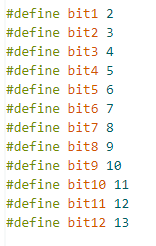 #define bit1 2
#define bit2 3
#define bit3 4
#define bit4 5
#define bit5 6
#define bit6 7
#define bit7 8
#define bit8 9
#define bit9 10
#define bit10 11
#define bit11 12
#define bit12 13